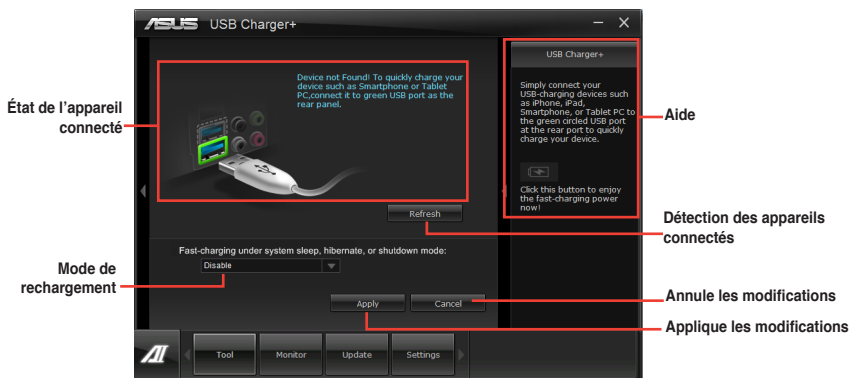 ASUS USB Charger+
USB Charger+
Device not Found! To quickly charge your
device such as Smartphone or Tablet
PC,connect it to green USB port as the
rear panel.
Simply connect your
USB-charging devices such
as iPhone, iPad,
Smartphone, or Tablet PC to
the green circled USB port
at the rear port to quickly
charge your device.
Click this button to enjoy
the fast-charging power
now!
État de l'appareil
connecté
Aide
Refresh
Détection des appareils
connectés
Fast-charging under system sleep, hibernate, or shutdown mode:
Disable
Mode de
rechargement
Apply
Cancel
Annule les modifications
Applique les modifications
Tool
Monitor
Update
Settings